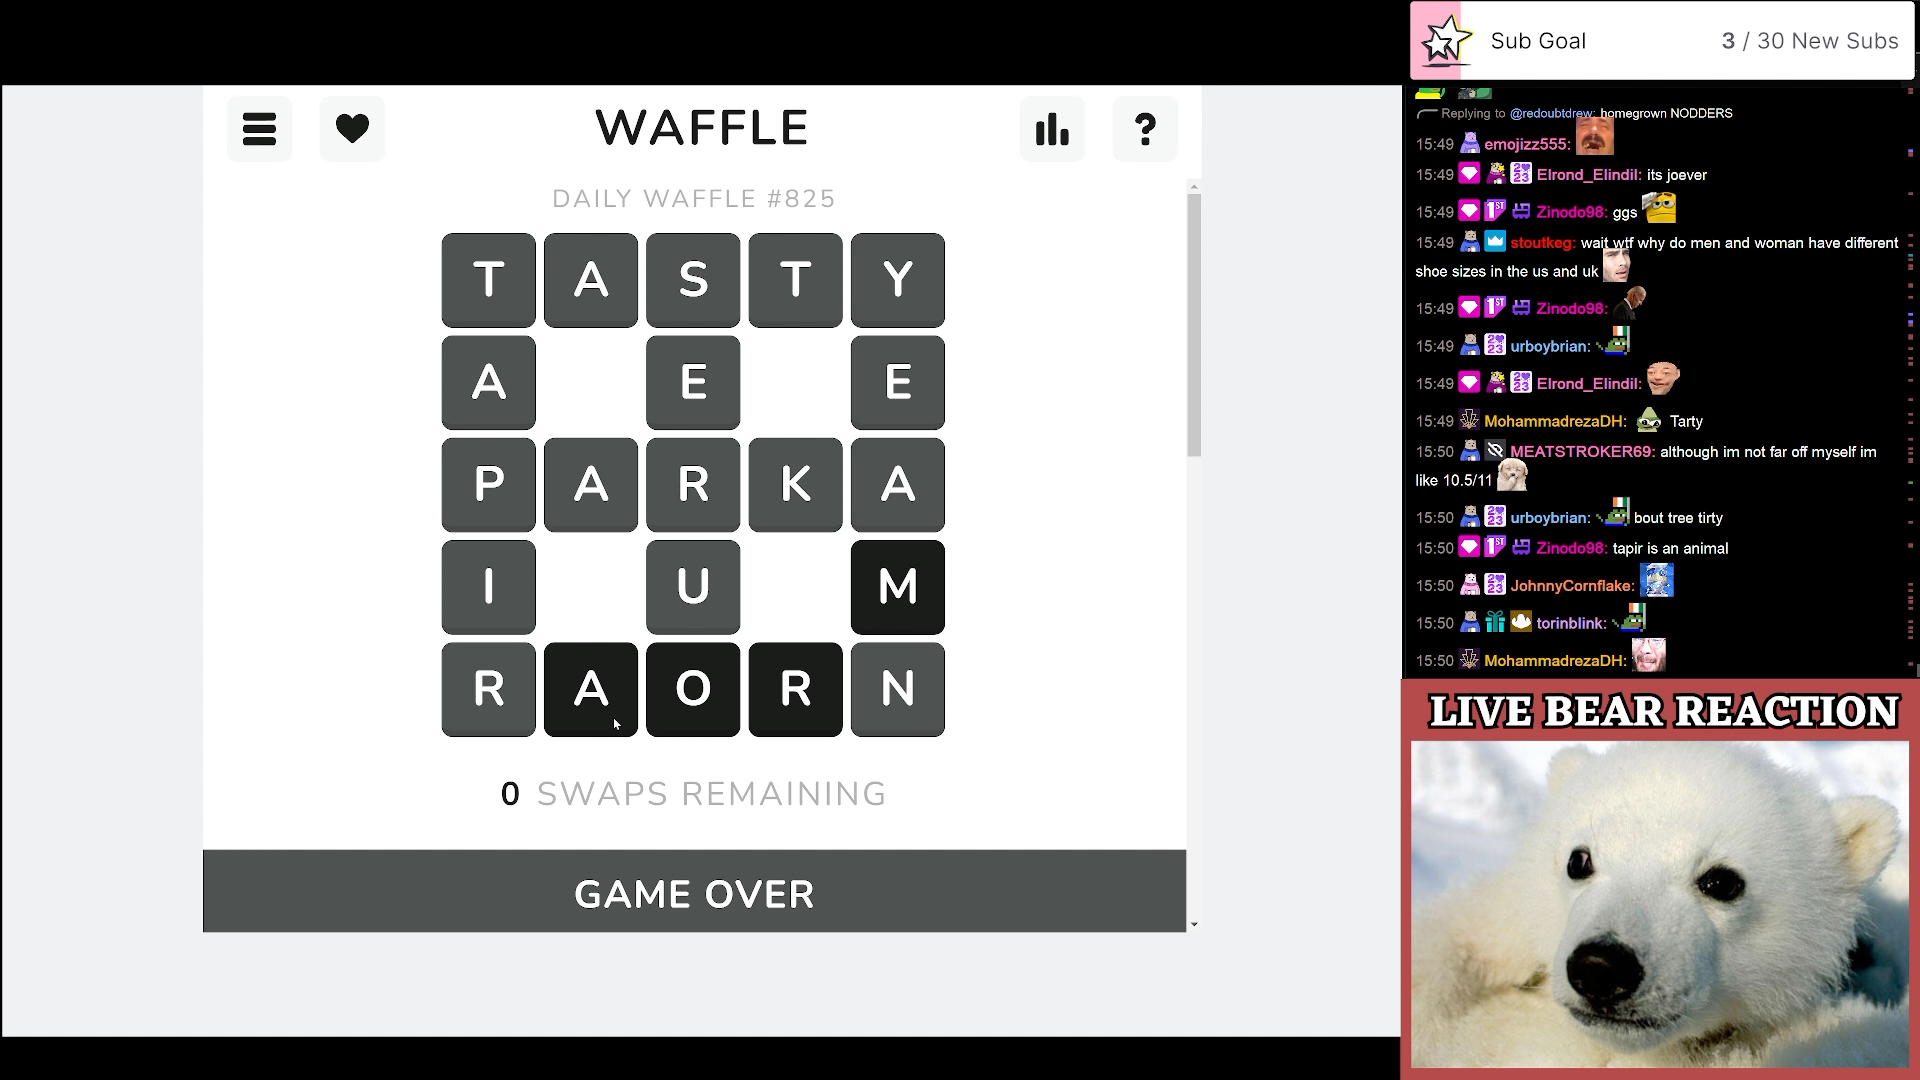 WAFFLE
DAILY WAFFLE #825
T A S T Y
A E E
P A R K A
I U M
R A O R N
0 SWAPS REMAINING
GAME OVER
Sub Goal 3 / 30 New Subs
Replying to @redoubtdrew: homegrown NODDERS
15:49 emojizz555:
15:49 Elrond_Elindil: its joever
15:49 Zinodo98: ggs
15:49 stoutkeg: wait wtf why do men and woman have different
shoe sizes in the us and uk
15:49 Zinodo98:
15:49 urboybrian:
15:49 Elrond_Elindil:
15:49 MohammadrezaDH: Tarty
15:50 MEATSTROKER69: although im not far off myself im
like 10.5/11
15:50 urboybrian: bout tree tirty
15:50 Zinodo98: tapir is an animal
15:50 JohnnyCornflake:
15:50 torinblink:
15:50 MohammadrezaDH:
LIVE BEAR REACTION